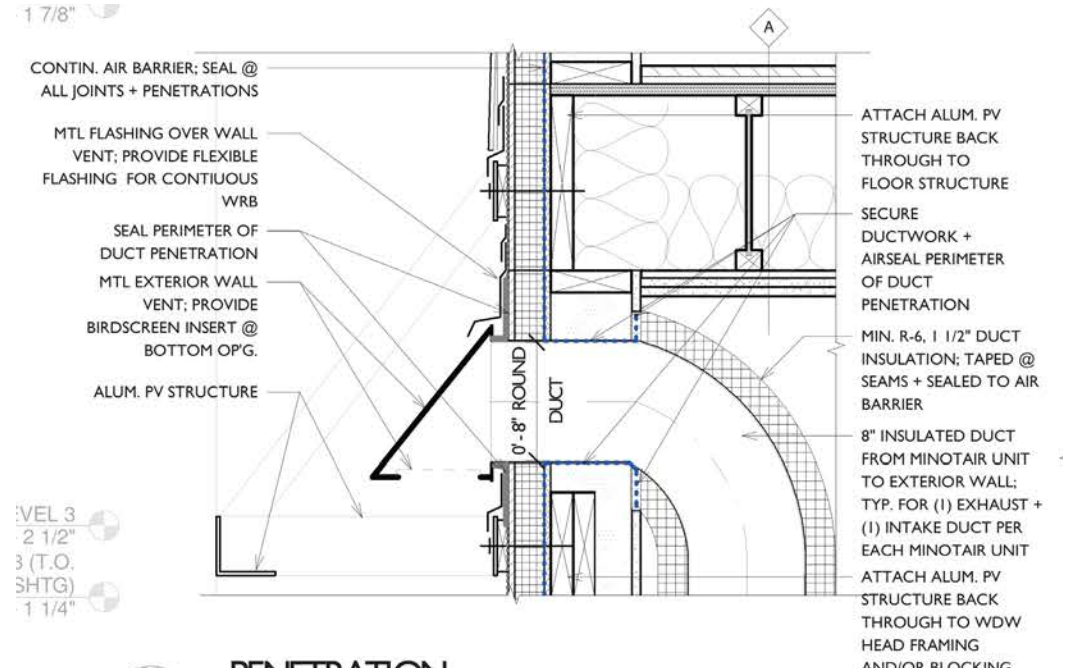 1 7/8"
A
CONTIN. AIR BARRIER; SEAL @
ALL JOINTS + PENETRATIONS
MTL FLASHING OVER WALL
VENT; PROVIDE FLEXIBLE
FLASHING FOR CONTIUOUS
WRB
SEAL PERIMETER OF
DUCT PENETRATION
MTL EXTERIOR WALL
VENT; PROVIDE
BIRDSCREEN INSERT @
BOTTOM OP'G.
ALUM. PV STRUCTURE
EVEL 3
2 1/2"
3 (T.O.
SHTG)
1 1/4"
0' - 8" ROUND
DUCT
ATTACH ALUM. PV
STRUCTURE BACK
THROUGH TO
FLOOR STRUCTURE
SECURE
DUCTWORK +
AIRSEAL PERIMETER
OF DUCT
PENETRATION
MIN. R-6, 1 1/2" DUCT
INSULATION; TAPED @
SEAMS + SEALED TO AIR
BARRIER
8" INSULATED DUCT
FROM MINOTAIR UNIT
TO EXTERIOR WALL;
TYP. FOR (1) EXHAUST +
(1) INTAKE DUCT PER
EACH MINOTAIR UNIT
ATTACH ALUM. PV
STRUCTURE BACK
THROUGH TO WDW
HEAD FRAMING
AND/OR BLOCKING
PENETRATION